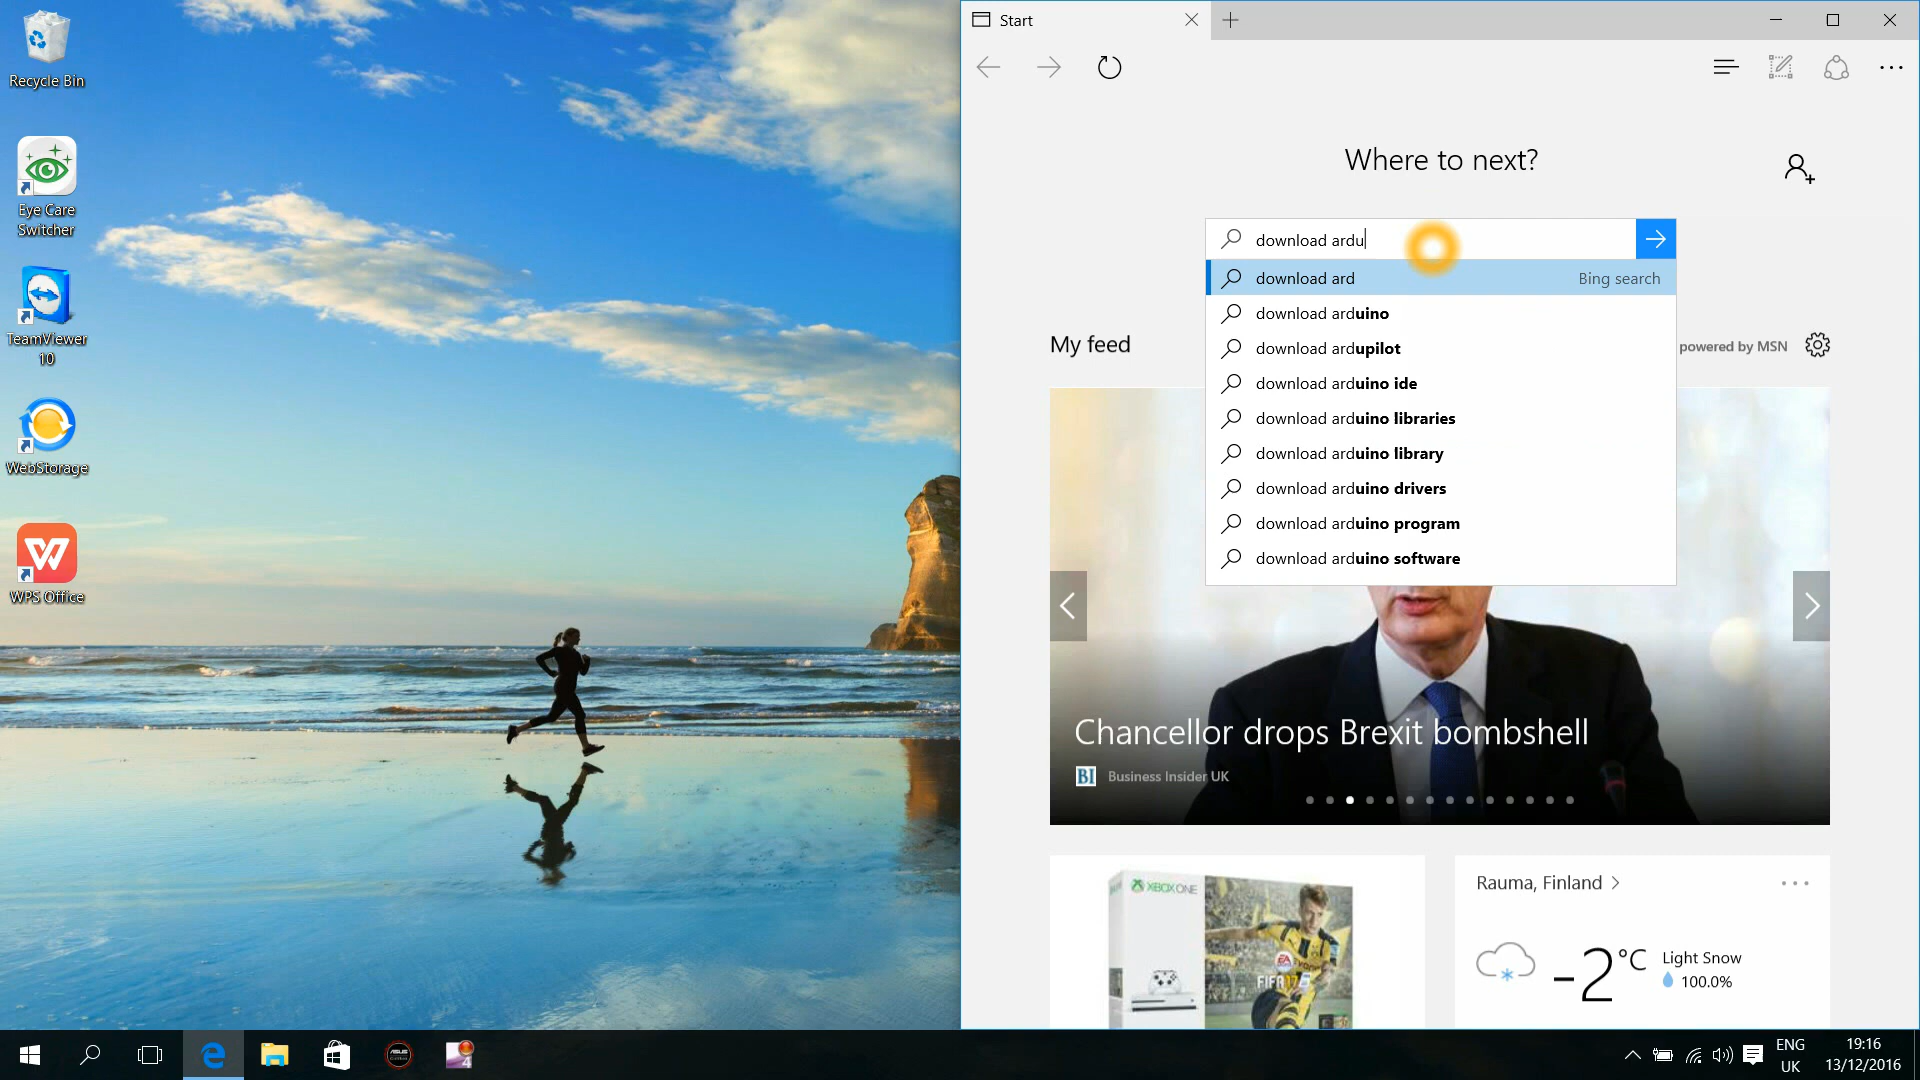 Recycle Bin
Eye Care
Switcher
TeamViewer
10
WebStorage
WPS Office
Start
Where to next?
download ardu
download ard Bing search
download arduino
download ardupilot
download arduino ide
download arduino libraries
download arduino library
download arduino drivers
download arduino program
download arduino software
My feed
powered by MSN
Chancellor drops Brexit bombshell
BI Business Insider UK
XBOX ONE
EA
FIFA 17
Rauma, Finland
-2 °C
Light Snow
100.0%
ASUS
4
ENG
UK
19:16
13/12/2016